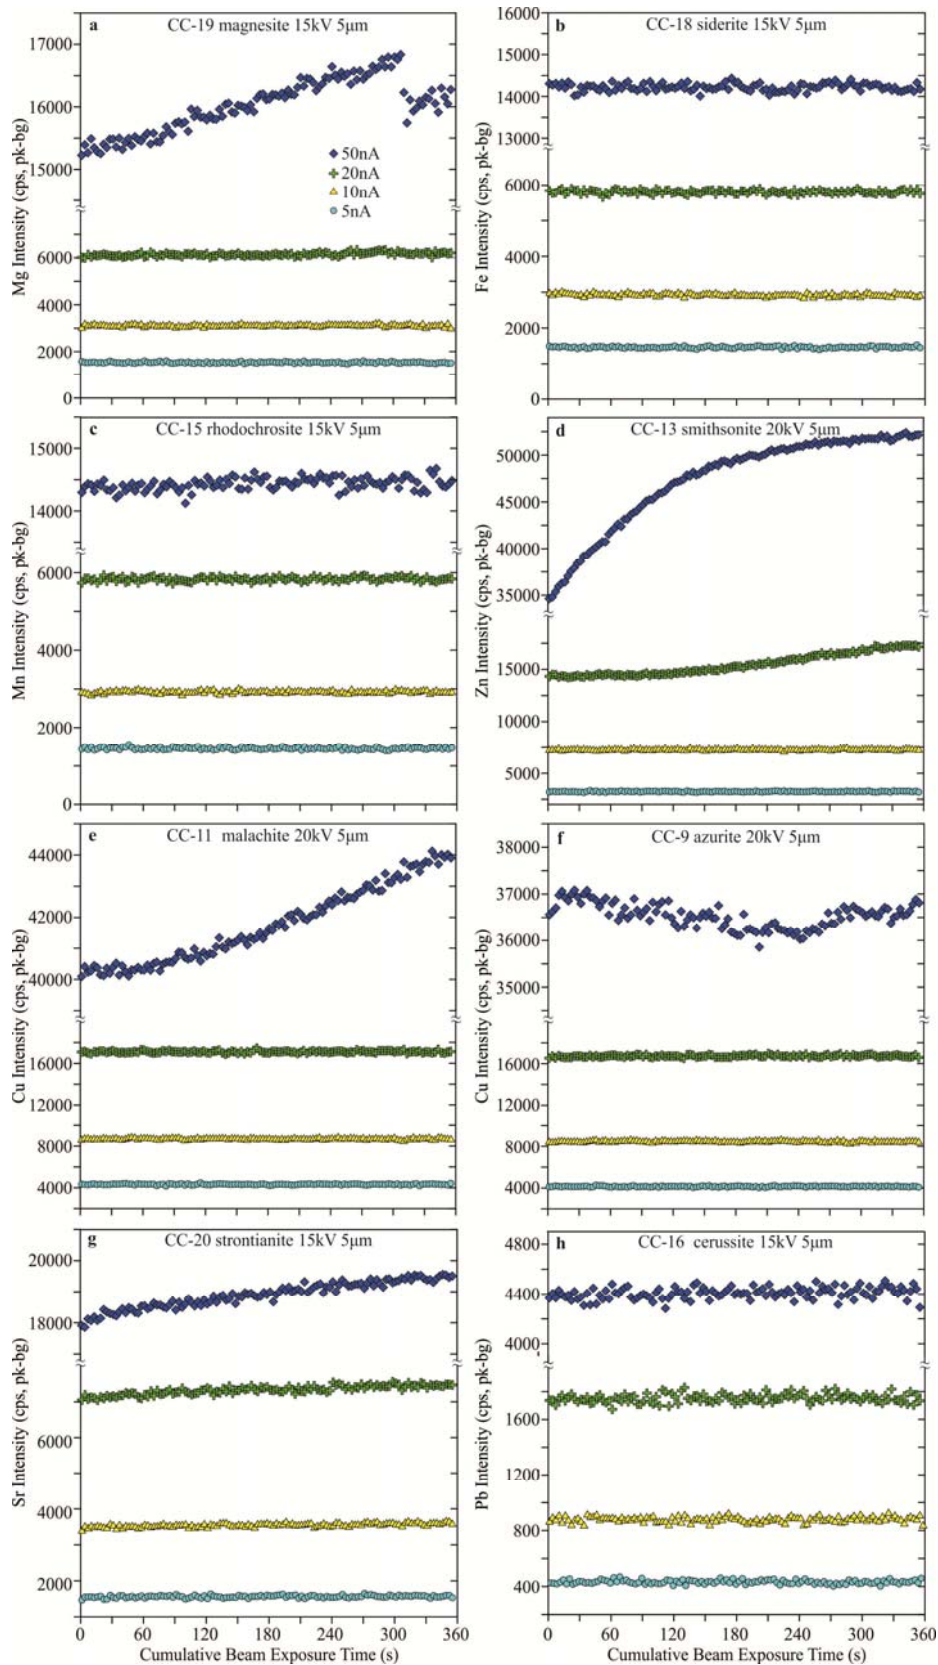 a CC-19 magnesite 15kV 5μm
17000
16000
15000
6000
4000
2000
0
Mg Intensity (cps, pk-bg)
50nA
20nA
10nA
5nA
b CC-18 siderite 15kV 5μm
16000
15000
14000
13000
6000
4000
2000
0
Fe Intensity (cps, pk-bg)
c CC-15 rhodochrosite 15kV 5μm
15000
14000
6000
4000
2000
0
Mn Intensity (cps, pk-bg)
d CC-13 smithsonite 20kV 5μm
50000
45000
40000
35000
15000
10000
5000
Zn Intensity (cps, pk-bg)
e CC-11 malachite 20kV 5μm
44000
42000
40000
16000
12000
8000
4000
Cu Intensity (cps, pk-bg)
f CC-9 azurite 20kV 5μm
38000
37000
36000
35000
16000
12000
8000
4000
Cu Intensity (cps, pk-bg)
g CC-20 strontianite 15kV 5μm
20000
18000
6000
4000
2000
Sr Intensity (cps, pk-bg)
0 60 120 180 240 300 360
Cumulative Beam Exposure Time (s)
h CC-16 cerussite 15kV 5μm
4800
4400
4000
1600
1200
800
400
Pb Intensity (cps, pk-bg)
0 60 120 180 240 300 360
Cumulative Beam Exposure Time (s)